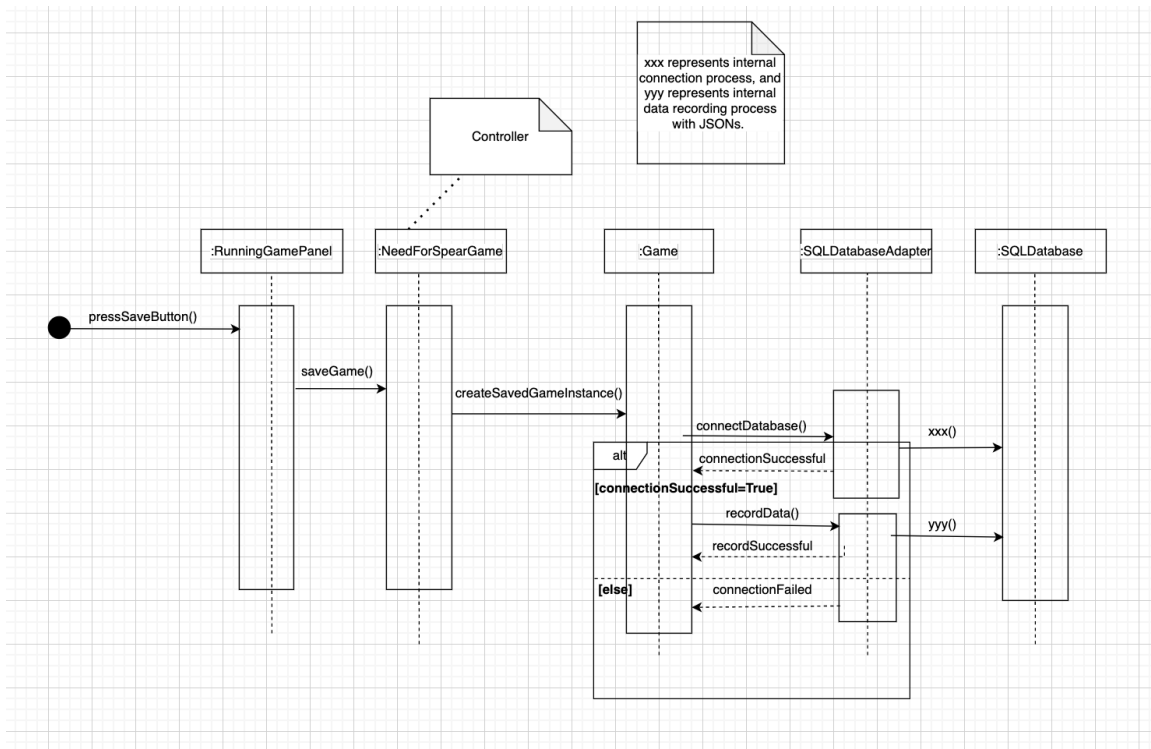 xxx represents internal
connection process, and
yyy represents internal
data recording process
with JSONs.
Controller
:RunningGamePanel
:NeedForSpearGame
:Game
:SQLDatabaseAdapter
:SQLDatabase
pressSaveButton()
saveGame()
createSavedGameInstance()
connectDatabase()
xxx()
alt
connectionSuccessful
[connectionSuccessful=True]
recordData()
yyy()
recordSuccessful
[else]
connectionFailed